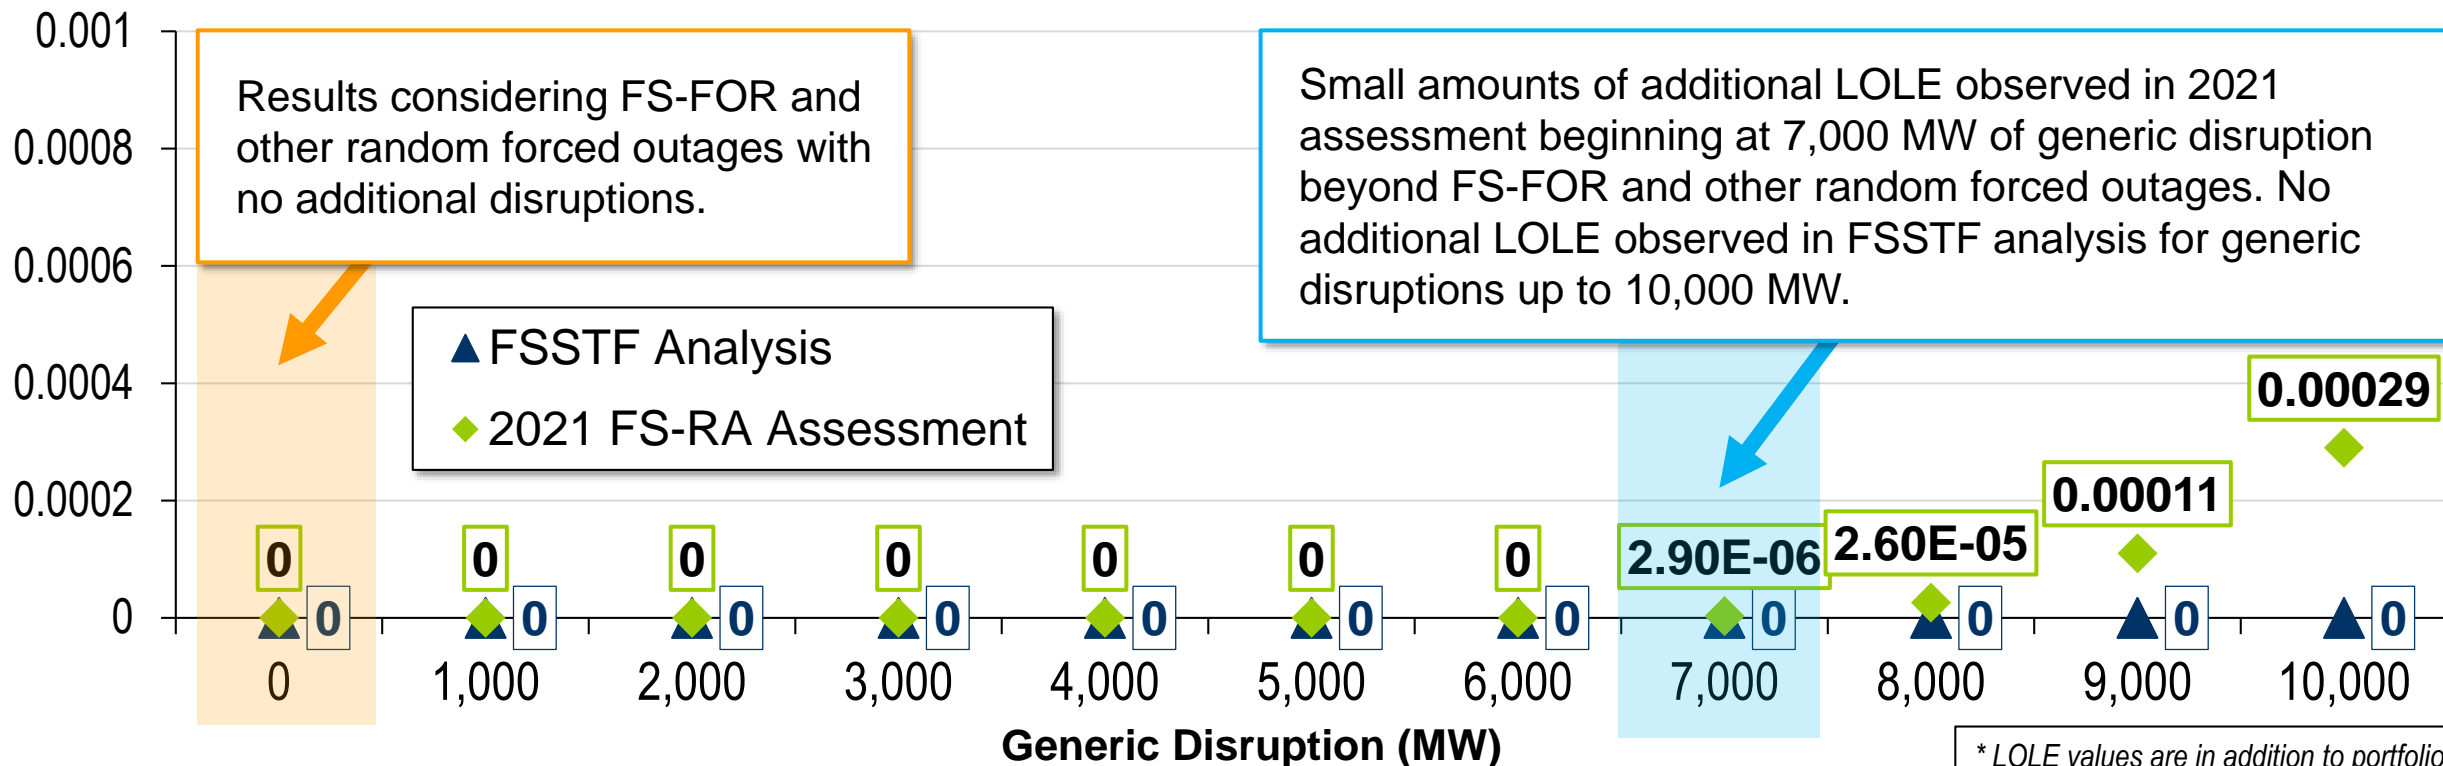 0.001
0.0008
0.0006
0.0004
0.0002
0
Results considering FS-FOR and
other random forced outages with
no additional disruptions.
Small amounts of additional LOLE observed in 2021
assessment beginning at 7,000 MW of generic disruption
beyond FS-FOR and other random forced outages. No
additional LOLE observed in FSSTF analysis for generic
disruptions up to 10,000 MW.
FSSTF Analysis
2021 FS-RA Assessment
0 0 0 0 0 0 0 2.90E-06 2.60E-05 0.00011 0.00029
0 0 0 0 0 0 0 0 0 0 0
0 1,000 2,000 3,000 4,000 5,000 6,000 7,000 8,000 9,000 10,000
Generic Disruption (MW)
* LOLE values are in addition to portfolio